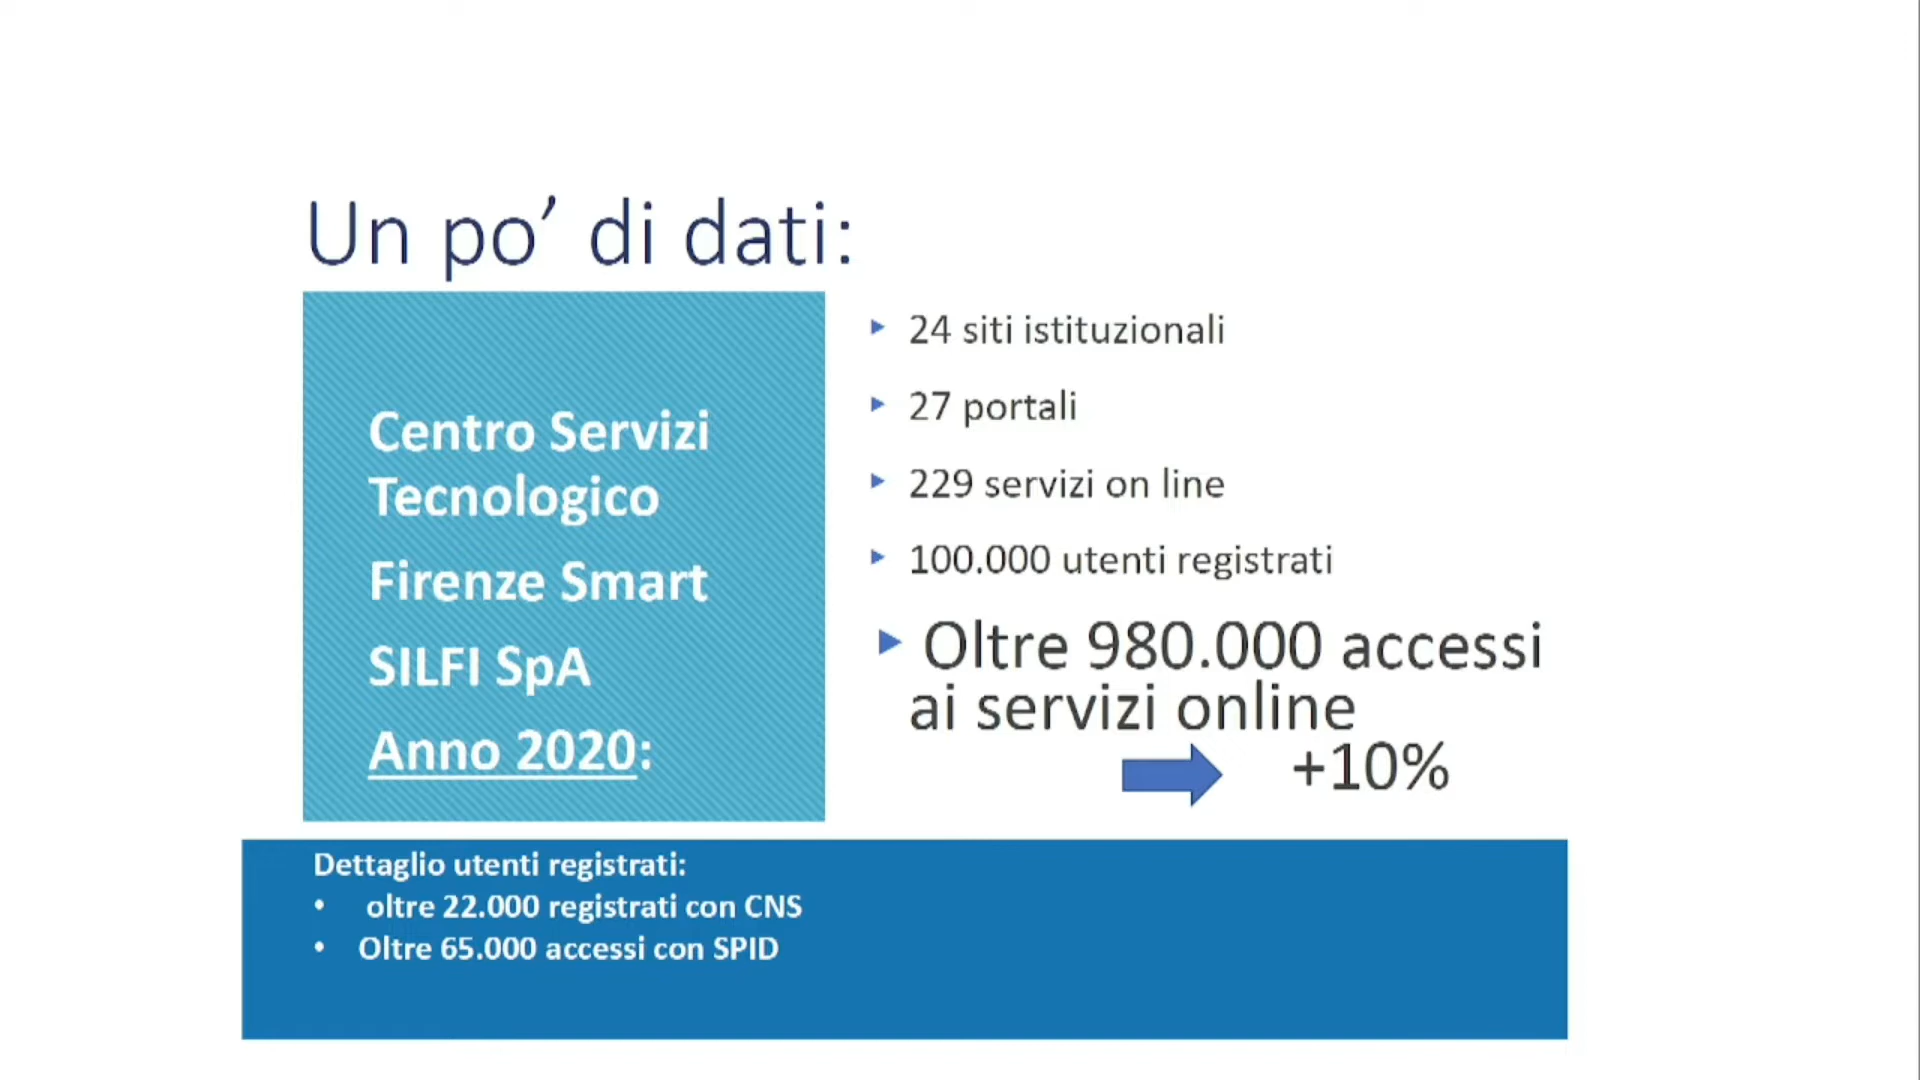 Un po’ di dati:
Centro Servizi
Tecnologico
Firenze Smart
SILFI SpA
Anno 2020:
24 siti istituzionali
27 portali
229 servizi on line
100.000 utenti registrati
Oltre 980.000 accessi
ai servizi online
+10%
Dettaglio utenti registrati:
• oltre 22.000 registrati con CNS
• Oltre 65.000 accessi con SPID